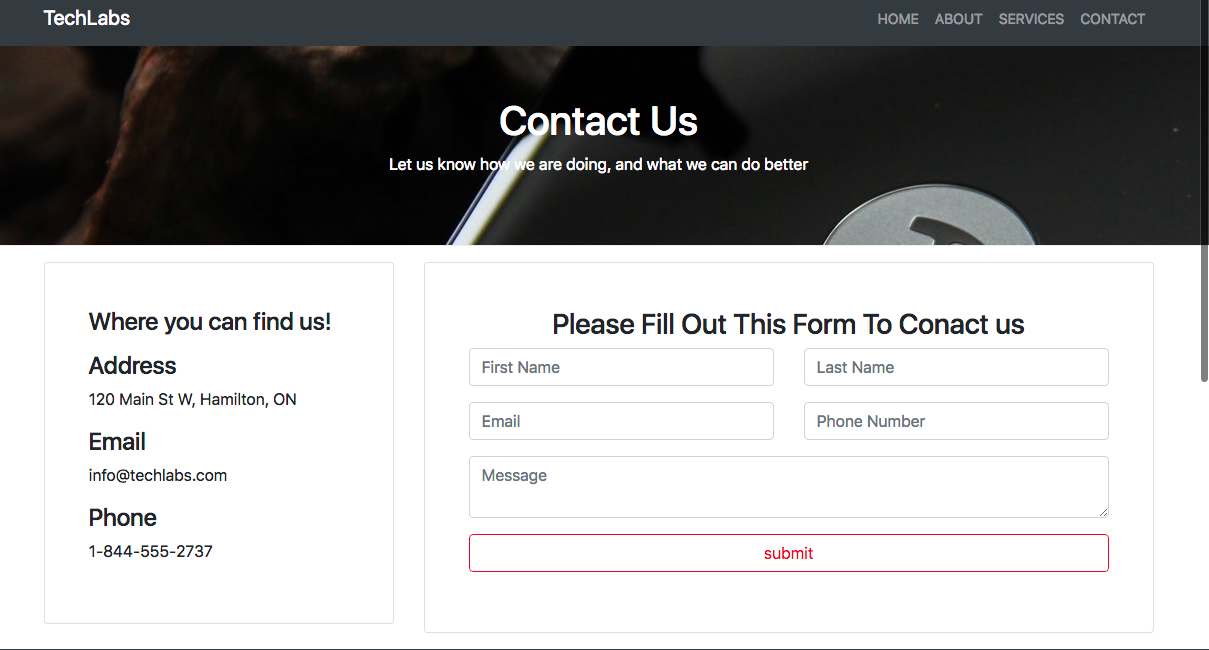 TechLabs
HOME ABOUT SERVICES CONTACT
Contact Us
Let us know how we are doing, and what we can do better
Where you can find us!
Address
120 Main St W, Hamilton, ON
Email
info@techlabs.com
Phone
1-844-555-2737
Please Fill Out This Form To Conact us
First Name
Last Name
Email
Phone Number
Message
submit